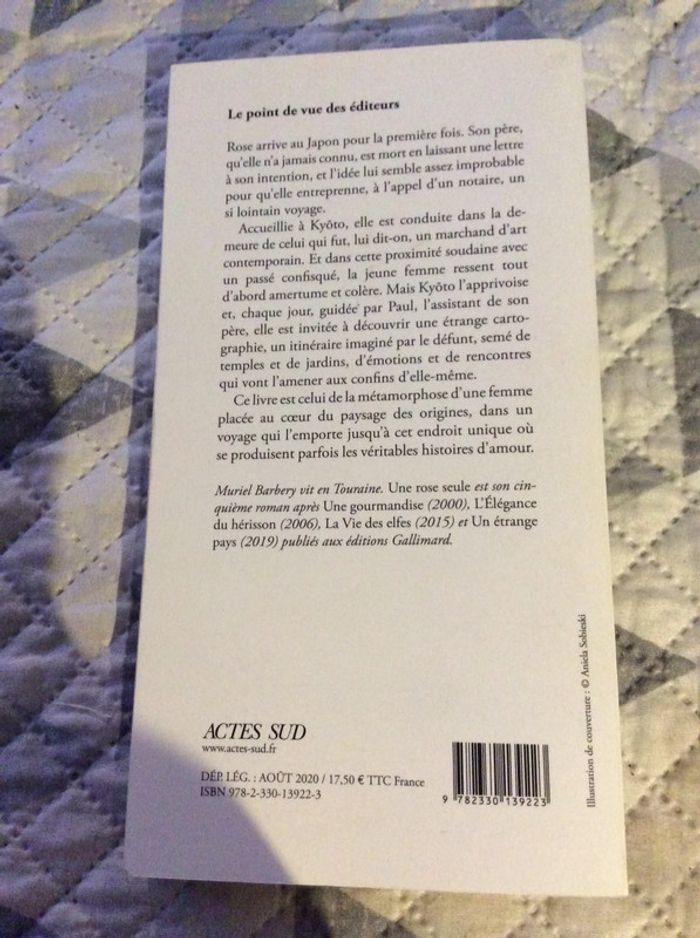 Le point de vue des éditeurs
Rose arrive au Japon pour la première fois. Son père,
qu'elle n'a jamais connu, est mort en laissant une lettre
à son intention, et l'idée lui semble assez improbable
pour qu'elle entreprenne, à l'appel d'un notaire, un
si lointain voyage.
Accueillie à Kyōto, elle est conduite dans la de-
meure de celui qui fut, lui dit-on, un marchand d'art
contemporain. Et dans cette proximité soudaine avec
un passé confisqué, la jeune femme ressent tout
d'abord amertume et colère. Mais Kyōto l'apprivoise
et, chaque jour, guidée par Paul, l'assistant de son
père, elle est invitée à découvrir une étrange carto-
graphie, un itinéraire imaginé par le défunt, semé de
temples et de jardins, d'émotions et de rencontres
qui vont l'amener aux confins d'elle-même.
Ce livre est celui de la métamorphose d'une femme
placée au cœur du paysage des origines, dans un
voyage qui l'emporte jusqu'à cet endroit unique où
se produisent parfois les véritables histoires d'amour.
Muriel Barbery vit en Touraine. Une rose seule est son cin-
quième roman après Une gourmandise (2000), L'Élégance
du hérisson (2006), La Vie des elfes (2015) et Un étrange
pays (2019) publiés aux éditions Gallimard.
ACTES SUD
www.actes-sud.fr
DÉP. LÉG. : AOÛT 2020 / 17,50 € TTC France
ISBN 978-2-330-13922-3
9 782330 139223
Illustration de couverture : © Aniela Sobieski